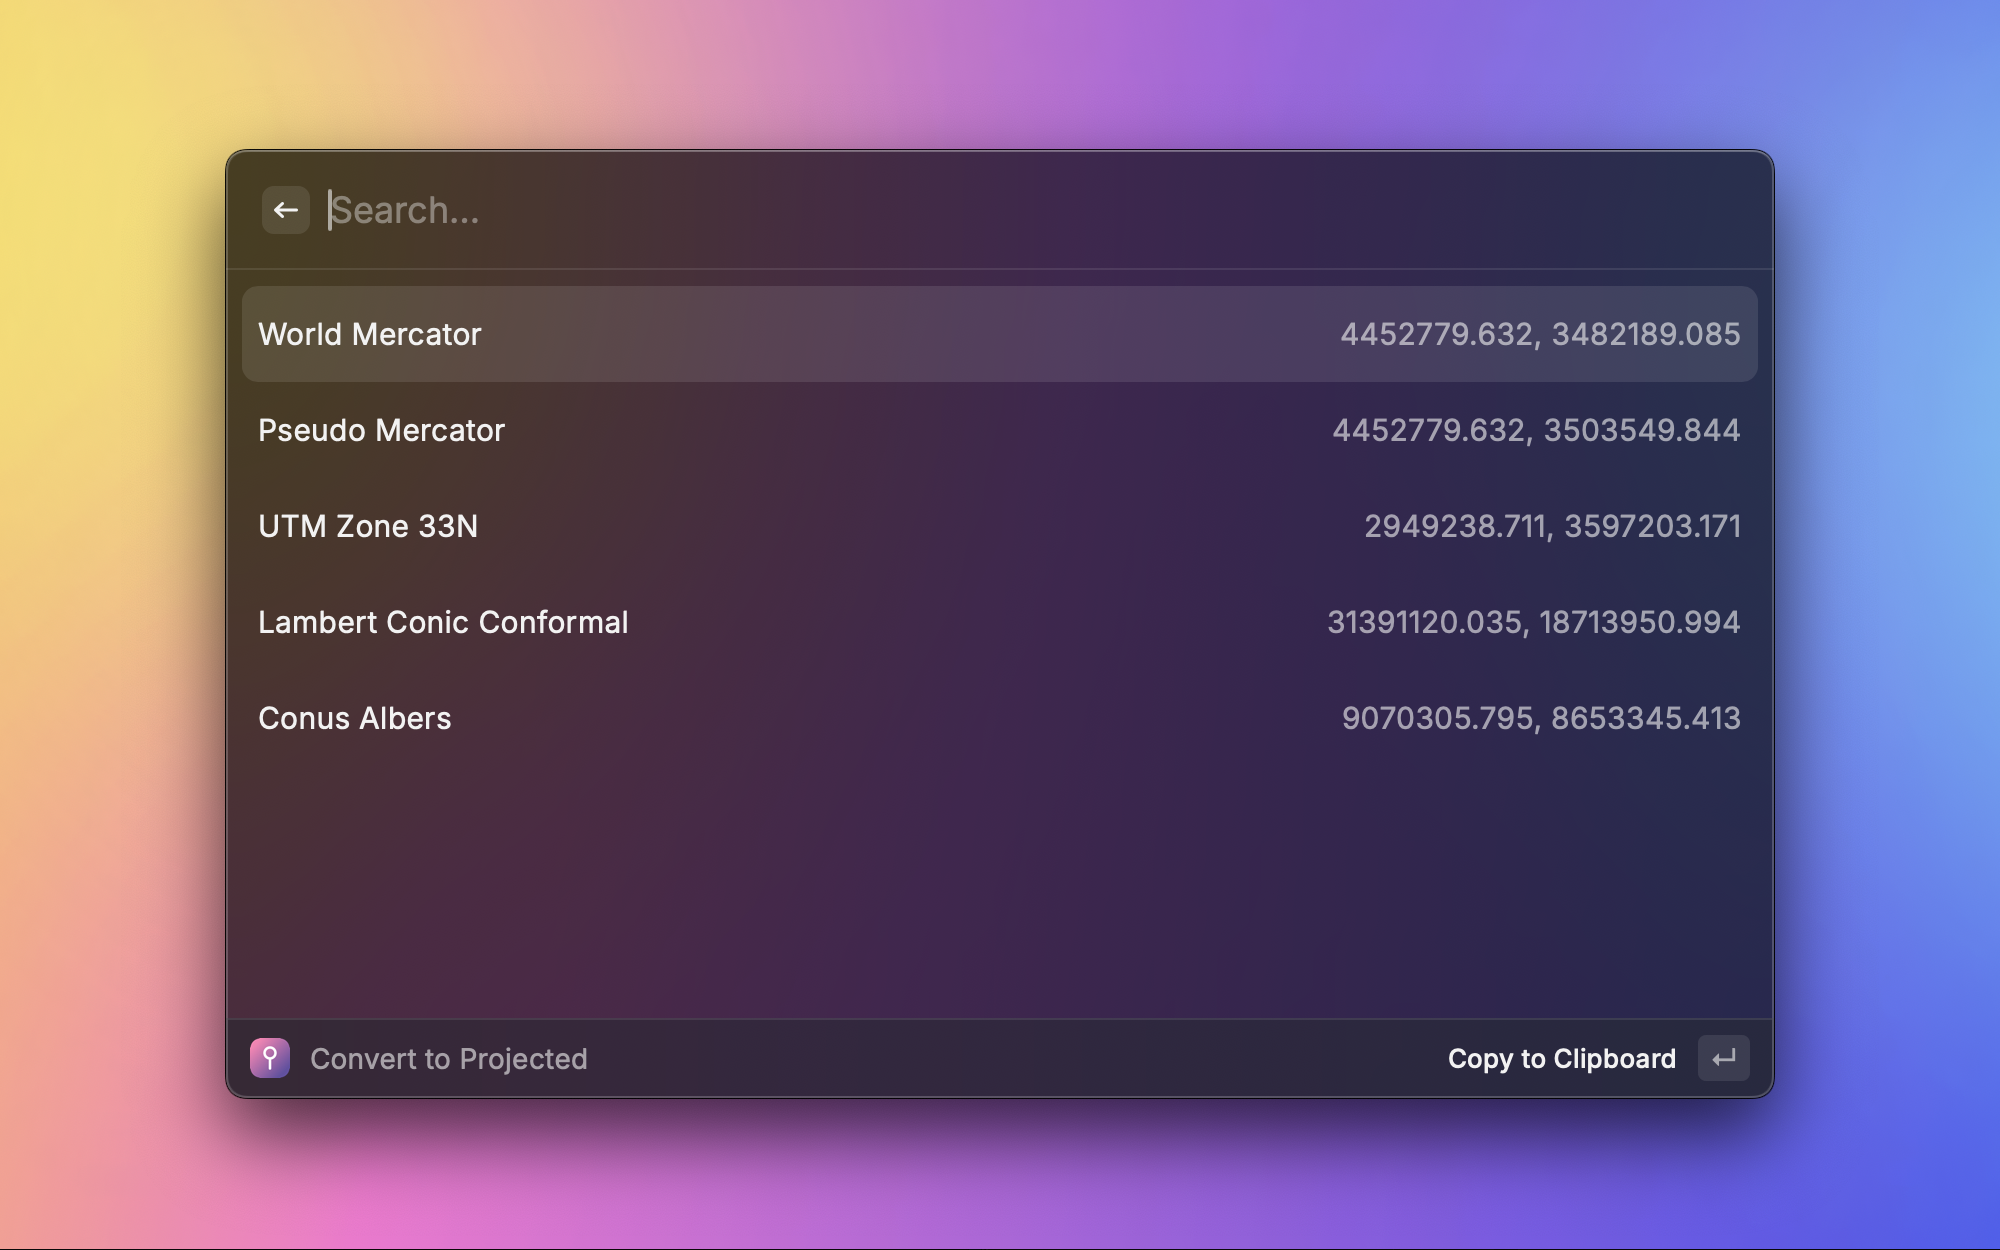 Search...
World Mercator 4452779.632, 3482189.085
Pseudo Mercator 4452779.632, 3503549.844
UTM Zone 33N 2949238.711, 3597203.171
Lambert Conic Conformal 31391120.035, 18713950.994
Conus Albers 9070305.795, 8653345.413
Convert to Projected Copy to Clipboard